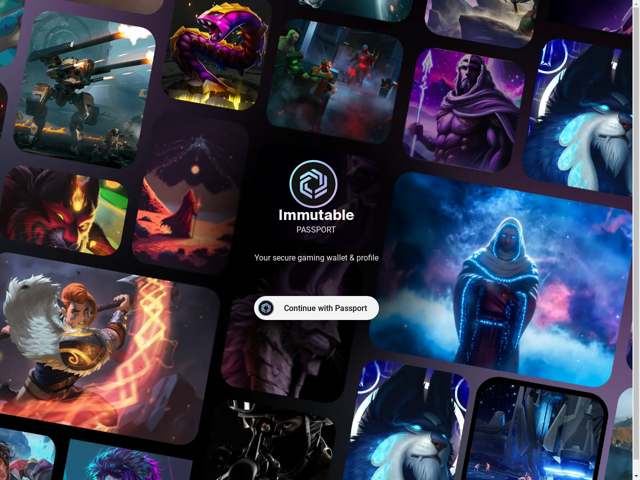 Immutable
PASSPORT
Your secure gaming wallet & profile
Continue with Passport